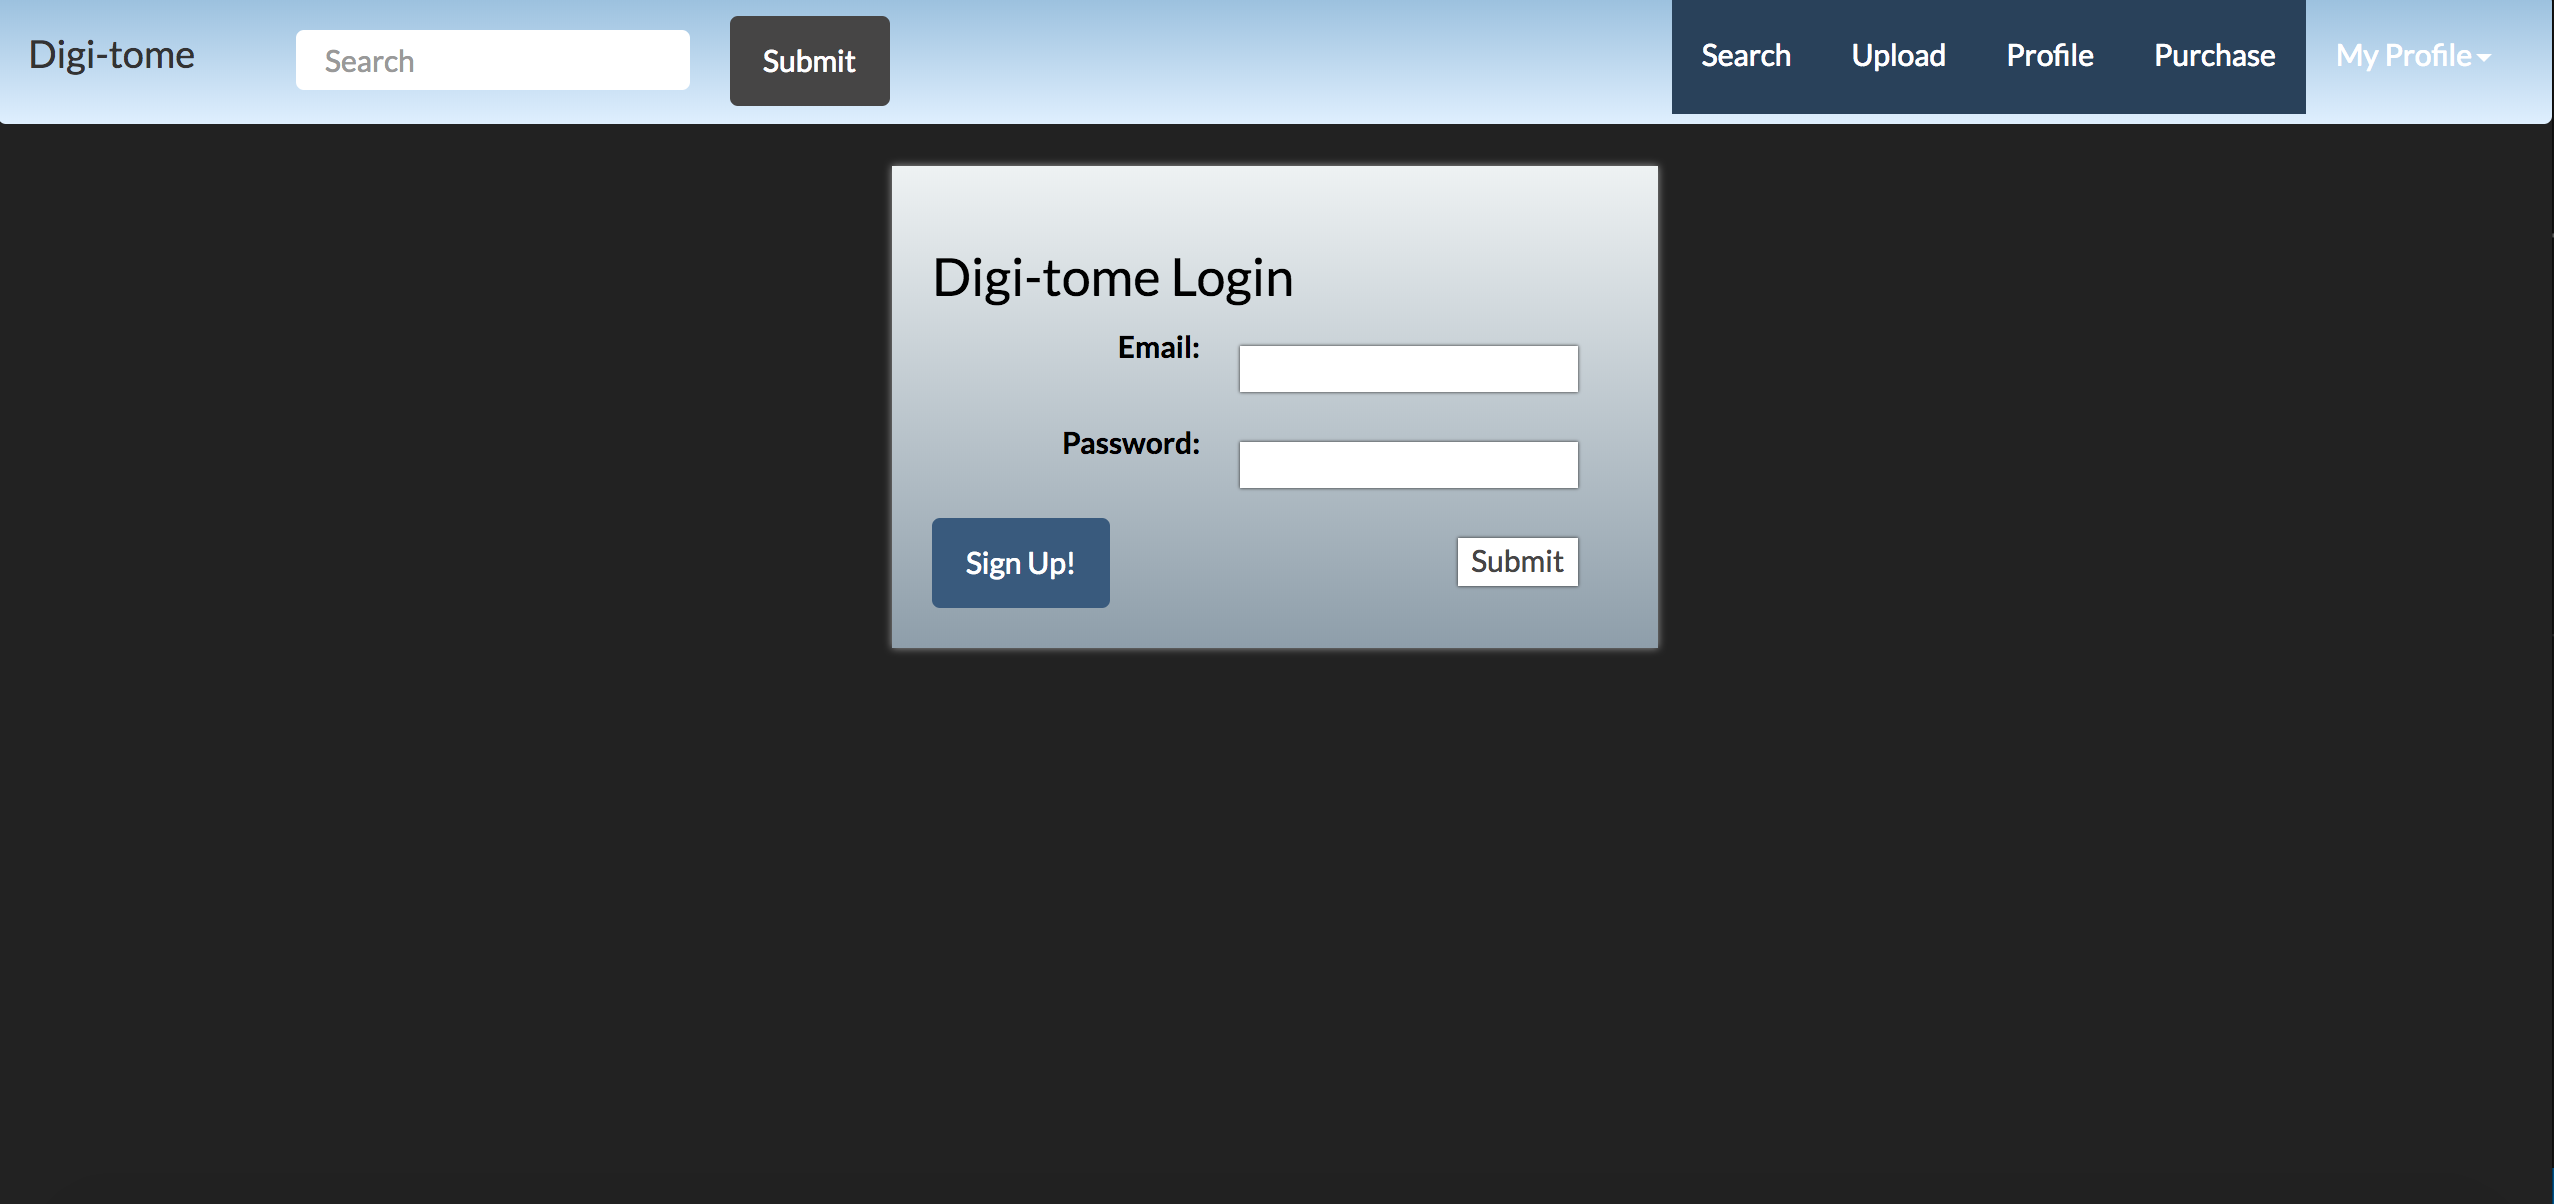 Digi-tome
Search
Submit
Search
Upload
Profile
Purchase
My Profile
Digi-tome Login
Email:
Password:
Sign Up!
Submit